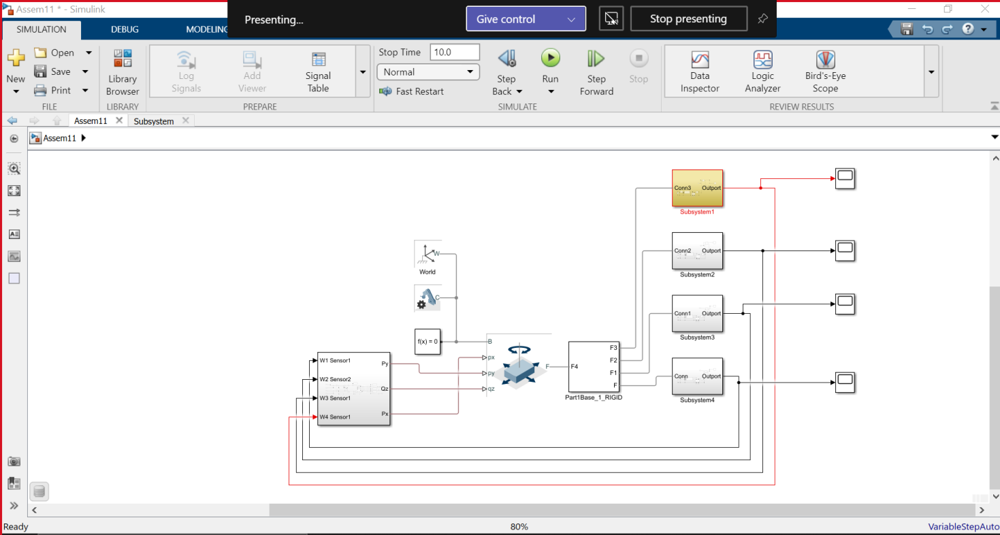 Assem11 * - Simulink
Presenting...
Give control
Stop presenting
SIMULATION
DEBUG
MODELING
New
Open
Save
Print
FILE
Library
Browser
LIBRARY
Log
Signals
Add
Viewer
Signal
Table
PREPARE
Stop Time
10.0
Normal
Fast Restart
Step
Back
Run
Step
Forward
Stop
SIMULATE
Data
Inspector
Logic
Analyzer
Bird's-Eye
Scope
REVIEW RESULTS
Assem11
Subsystem
Assem11
Conn3
Outport
Subsystem1
Conn2
Outport
Subsystem2
W
World
C
Conn1
Outport
Subsystem3
f(x) = 0
B
px
py
qz
F
F4
F3
F2
F1
F
Part1Base_1_RIGID
W1 Sensor1
W2 Sensor2
W3 Sensor1
W4 Sensor1
Py
Qz
Px
Conn
Outport
Subsystem4
Ready
80%
VariableStepAuto